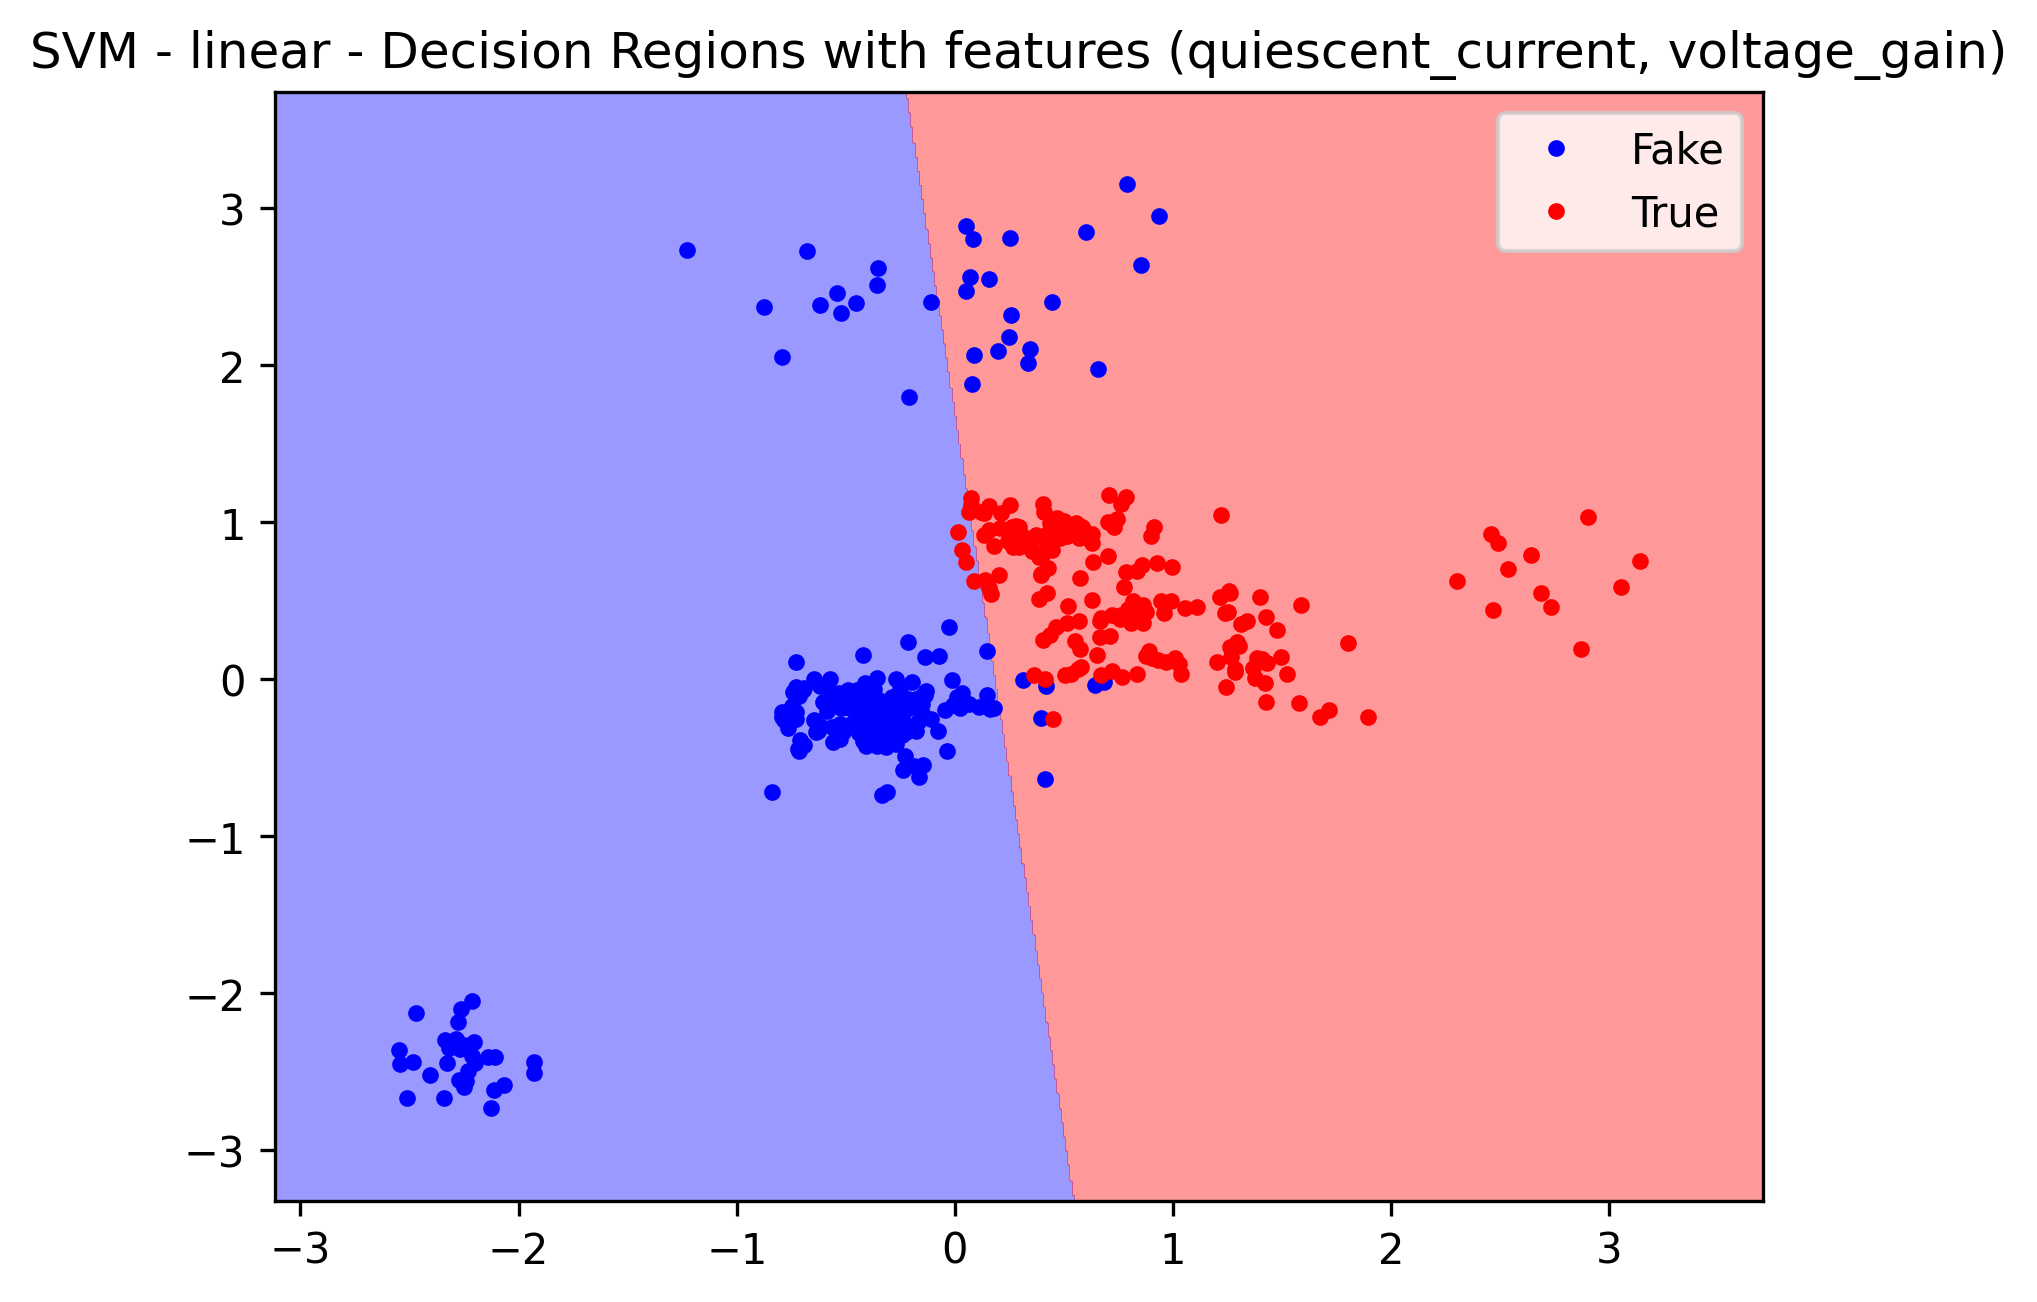 SVM - linear - Decision Regions with features (quiescent_current, voltage_gain)
Fake
True
3
2
1
0
−1
−2
−3
−3 −2 −1 0 1 2 3